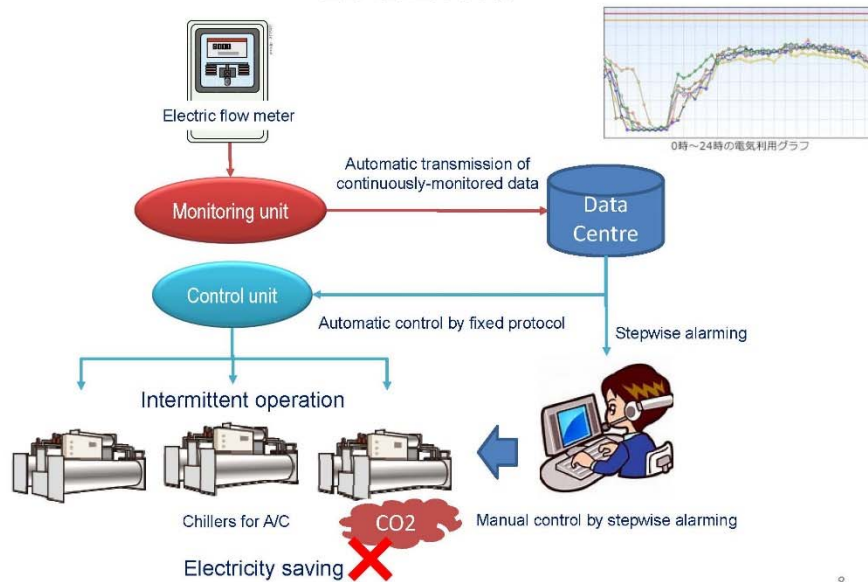 Electric flow meter
0時～24時の電気利用グラフ
Automatic transmission of
continuously-monitored data
Monitoring unit
Data
Centre
Control unit
Automatic control by fixed protocol
Stepwise alarming
Intermittent operation
Chillers for A/C
CO2
Manual control by stepwise alarming
Electricity saving